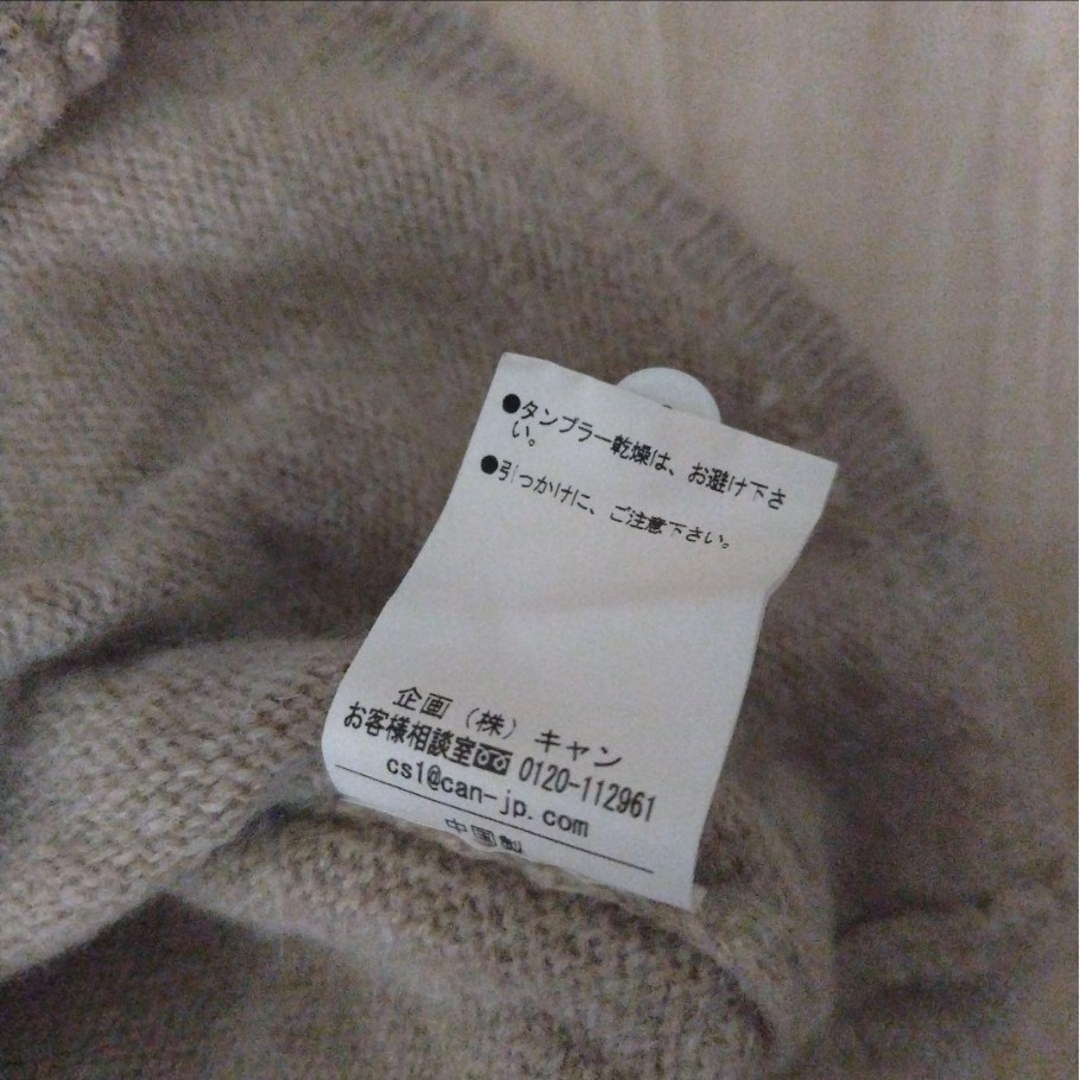 ●タンブラー乾燥は、お避け下さ
い。
●引っかけに、ご注意下さい。
企画（株）キャン
お客様相談室 0120-112961
cs1@can-jp.com
中国製